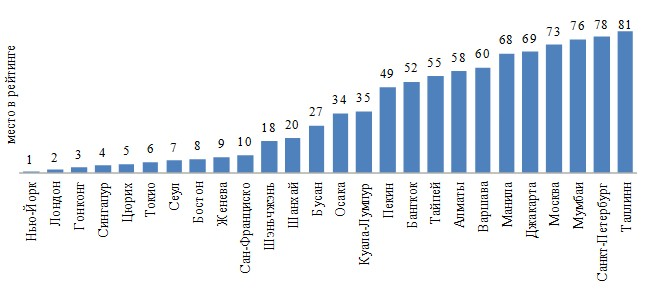 место в рейтинге
1 2 3 4 5 6 7 8 9 10 18 20 27 34 35 49 52 55 58 60 68 69 73 76 78 81
Нью-Йорк
Лондон
Гонконг
Сингапур
Цюрих
Токио
Сеул
Бостон
Женева
Сан-Франциско
Шэньчжэнь
Шанхай
Бусан
Осака
Куала-Лумпур
Пекин
Бангкок
Тайпей
Алматы
Варшава
Манила
Джакарта
Москва
Мумбаи
Санкт-Петербург
Таллинн